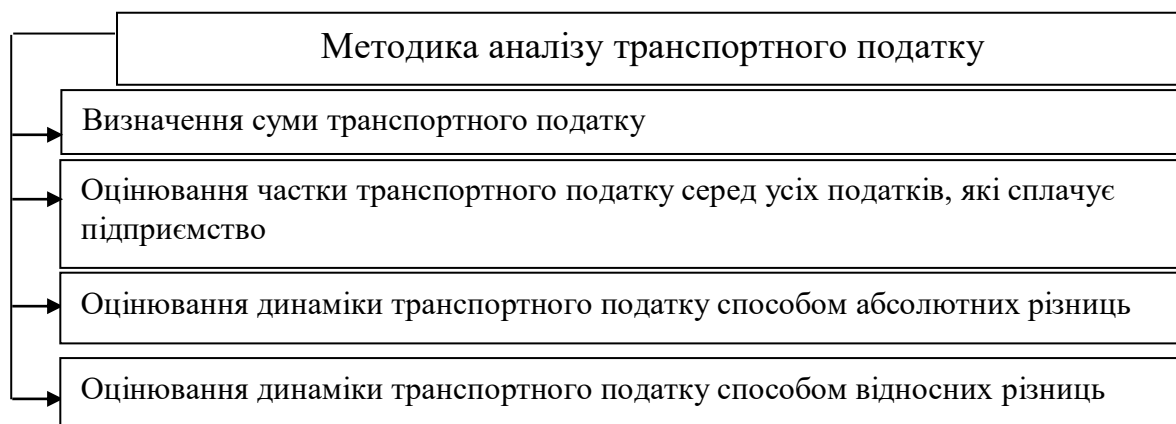 Методика аналізу транспортного податку
Визначення суми транспортного податку
Оцінювання частки транспортного податку серед усіх податків, які сплачує
підприємство
Оцінювання динаміки транспортного податку способом абсолютних різниць
Оцінювання динаміки транспортного податку способом відносних різниць